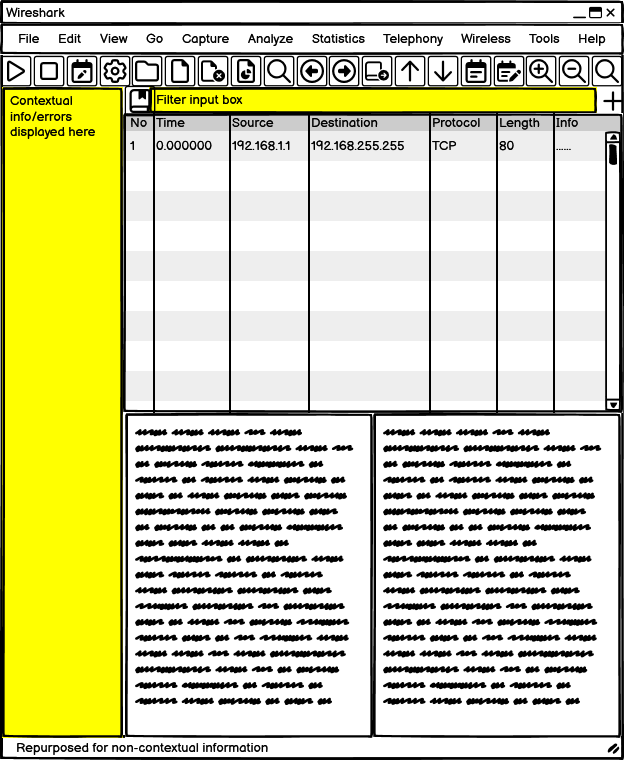 Wireshark
File Edit View Go Capture Analyze Statistics Telephony Wireless Tools Help
Contextual
info/errors
displayed here
Filter input box
No Time Source Destination Protocol Length Info
1 0.000000 192.168.1.1 192.168.255.255 TCP 80 ......
Repurposed for non-contextual information